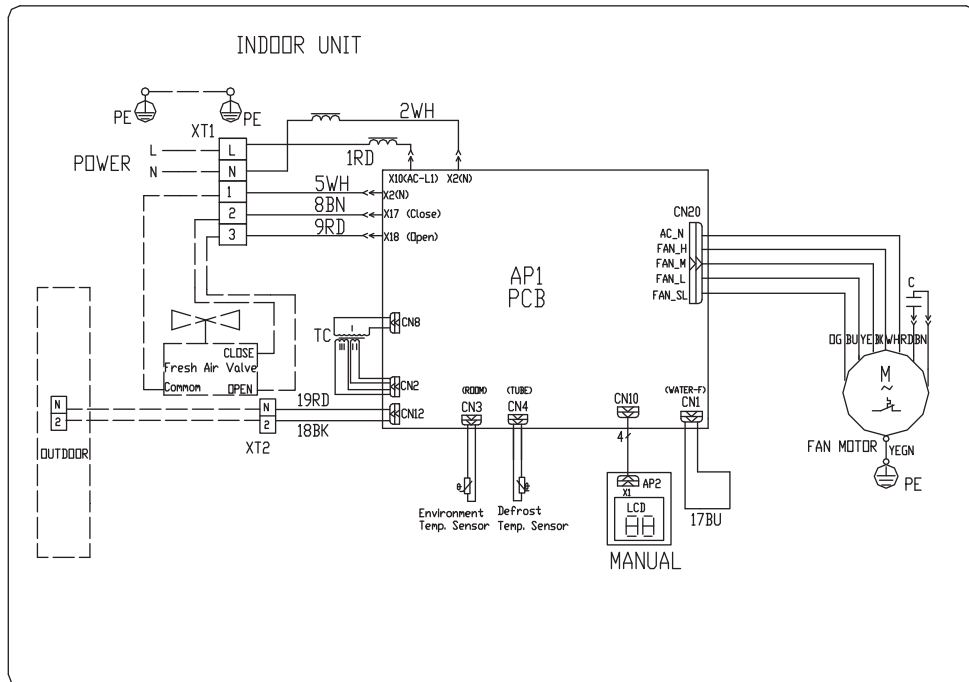 INDOOR UNIT
PE
PE
XT1
POWER
L
N
L
N
1
2
3
2WH
1RD
5WH
8BN
9RD
X10(AC-L1)
X2(N)
X2(N)
X17 (Close)
X18 (Open)
AP1
PCB
CN20
AC_N
FAN_H
FAN_M
FAN_L
FAN_SL
C
OG BU YE BK WH RD BN
M
~
FAN MOTOR
YEGN
PE
TC
I
III II
CN8
CN2
CN12
CLOSE
Fresh Air Valve
Commom
OPEN
19RD
18BK
N
2
OUTDOOR
N
2
XT2
(ROOM)
CN3
(TUBE)
CN4
CN10
(WATER-F)
CN1
4
θ
θ
Environment
Temp. Sensor
Defrost
Temp. Sensor
AP2
X1
LCD
88
MANUAL
17BU